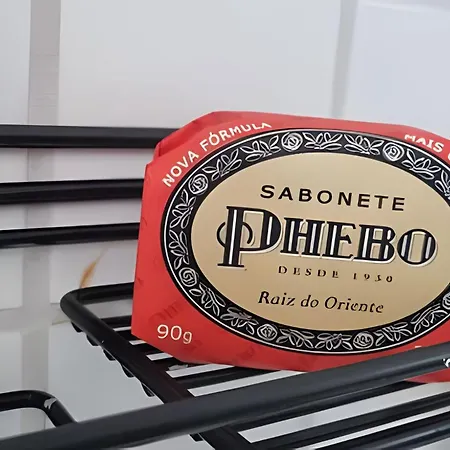 NOVA FÓRMULA
MAIS
SABONETE
PHEBO
DESDE 1930
Raiz do Oriente
90g